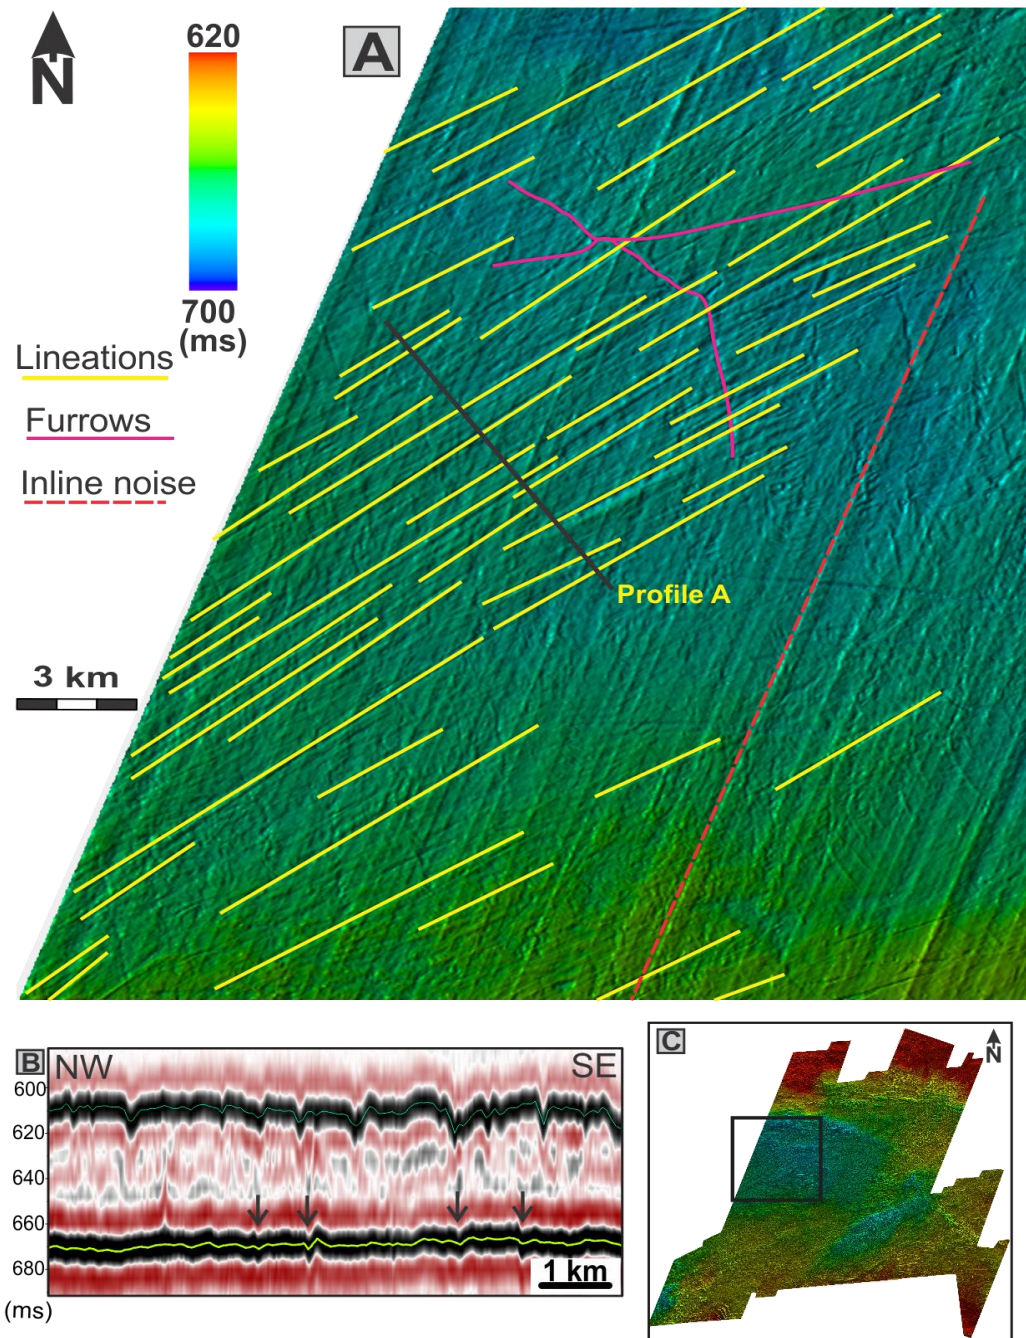 620
A
N
700
(ms)
Lineations
Furrows
Inline noise
Profile A
3 km
B
NW
SE
C
N
600
620
640
660
680
1 km
(ms)